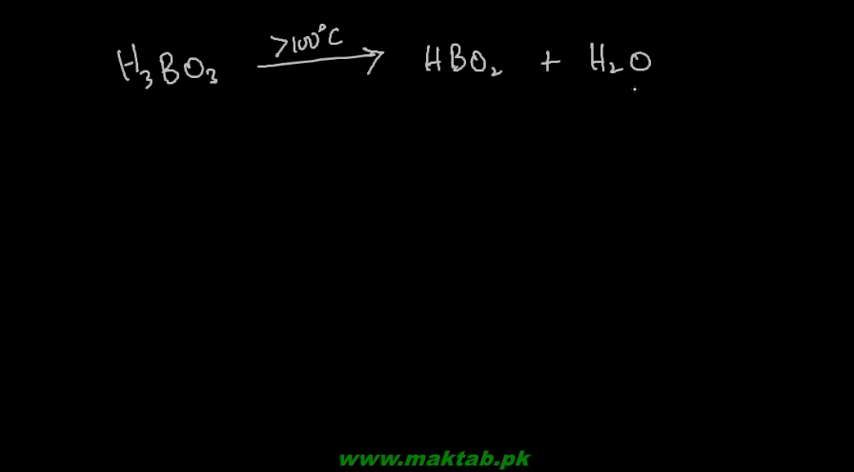 H₃BO₃ >100°C → HBO₂ + H₂O
www.maktab.pk